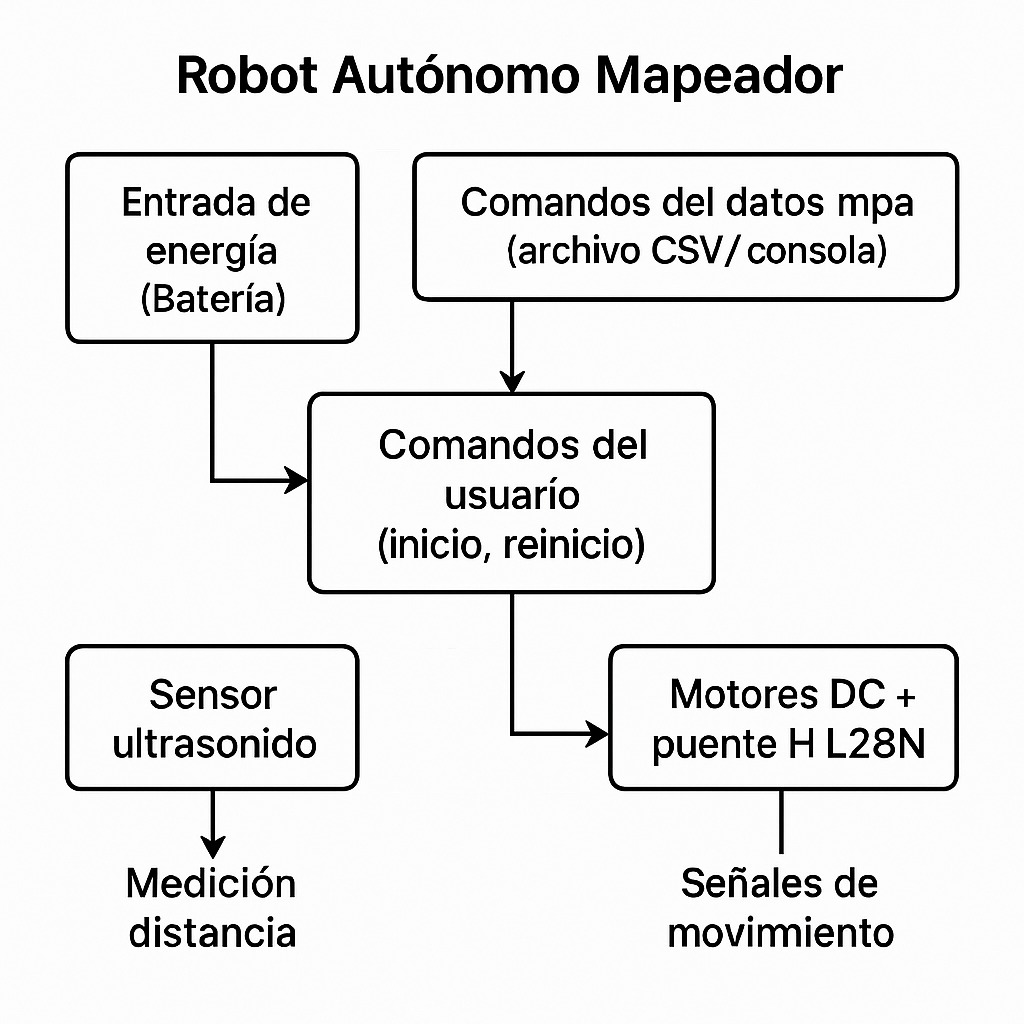 Robot Autónomo Mapeador
Entrada de
energía
(Batería)
Comandos del datos mpa
(archivo CSV/consola)
Comandos del
usuarío
(inicio, reinicio)
Sensor
ultrasonido
Motores DC +
puente H L28N
Medición
distancia
Señales de
movimmiento